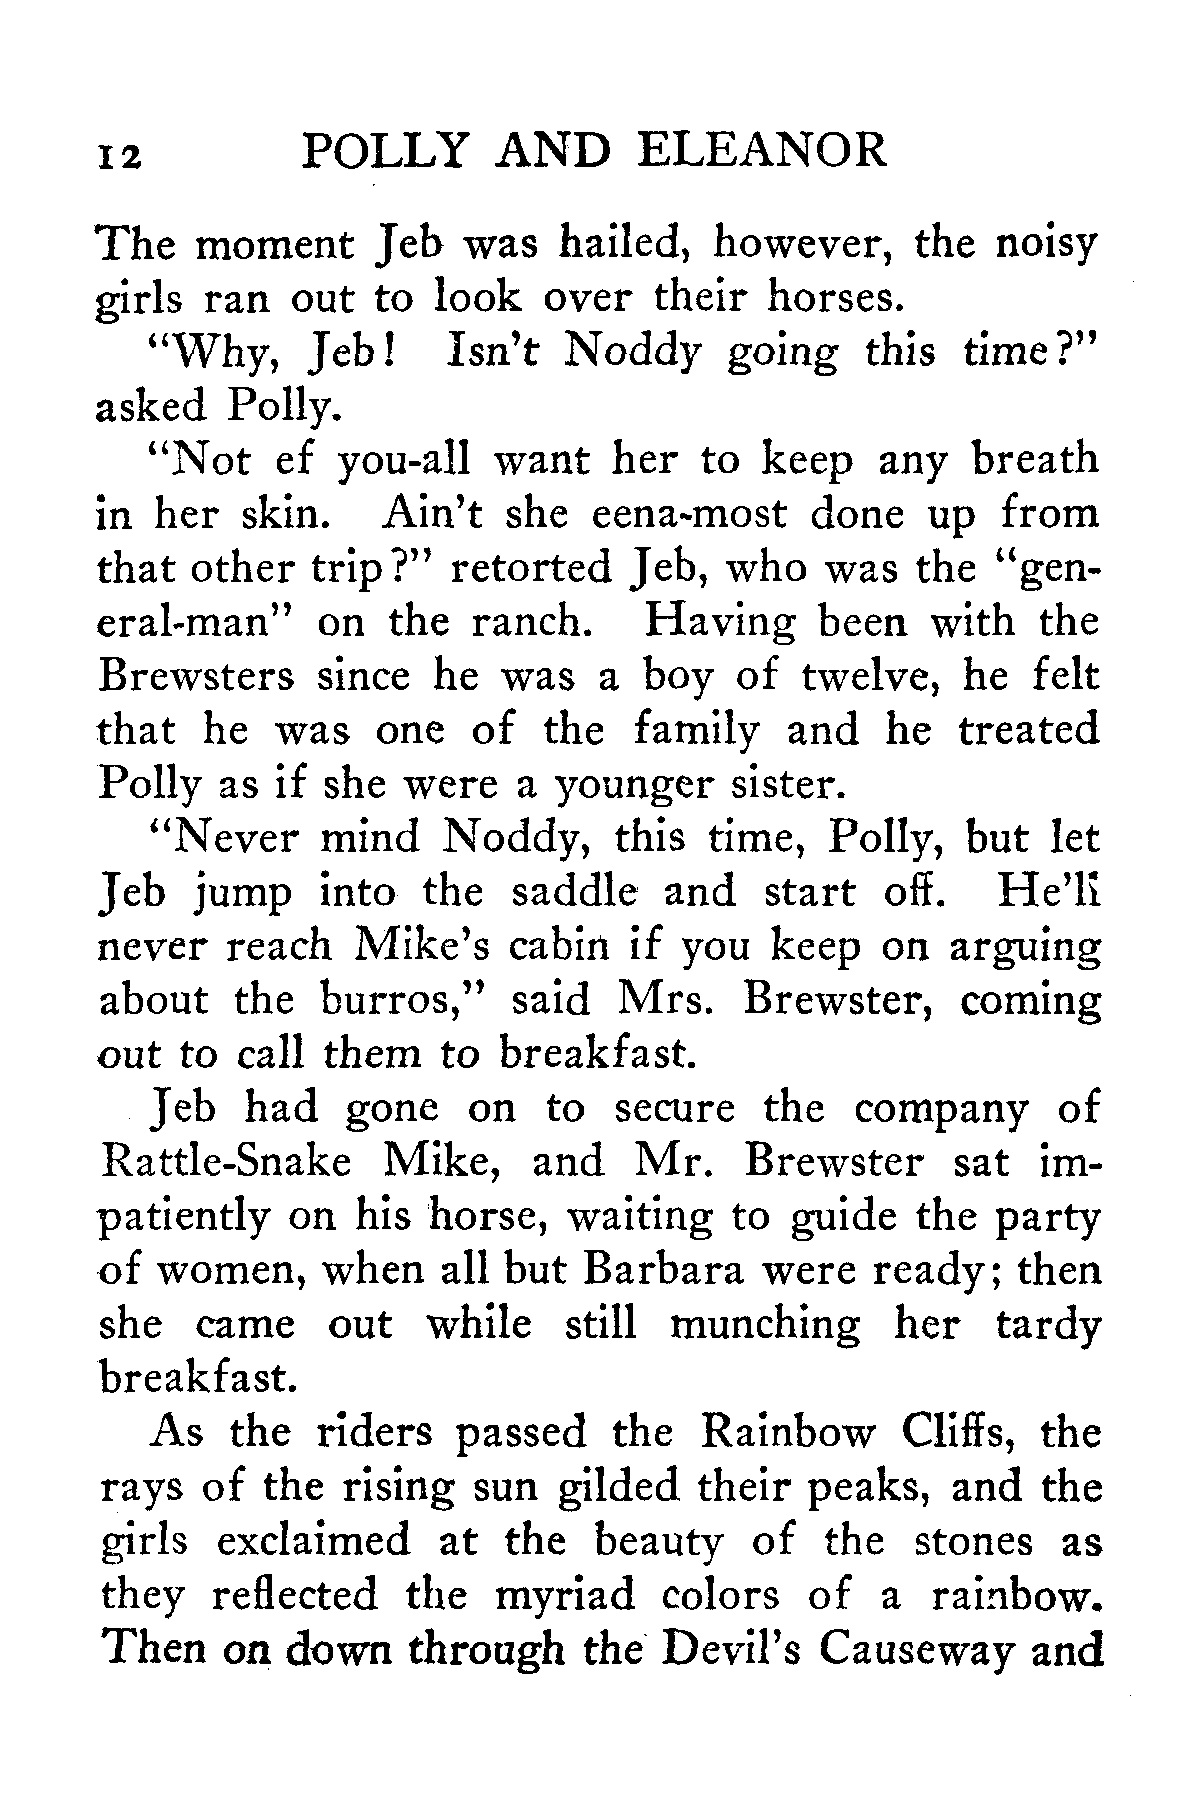 12 POLLY AND ELEANOR
The moment Jeb was hailed, however, the noisy
girls ran out to look over their horses.
“Why, Jeb! Isn’t Noddy going this time?”
asked Polly.
“Not ef you-all want her to keep any breath
in her skin. Ain’t she eena-most done up from
that other trip?” retorted Jeb, who was the “gen-
eral-man” on the ranch. Having been with the
Brewsters since he was a boy of twelve, he felt
that he was one of the family and he treated
Polly as if she were a younger sister.
“Never mind Noddy, this time, Polly, but let
Jeb jump into the saddle and start off. He’ll
never reach Mike’s cabin if you keep on arguing
about the burros,” said Mrs. Brewster, coming
out to call them to breakfast.
Jeb had gone on to secure the company of
Rattle-Snake Mike, and Mr. Brewster sat im-
patiently on his horse, waiting to guide the party
of women, when all but Barbara were ready; then
she came out while still munching her tardy
breakfast.
As the riders passed the Rainbow Cliffs, the
rays of the rising sun gilded their peaks, and the
girls exclaimed at the beauty of the stones as
they reflected the myriad colors of a rainbow.
Then on down through the Devil’s Causeway and